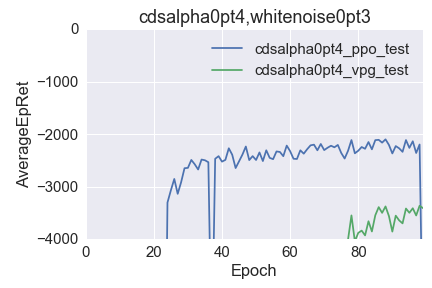 cdsalpha0pt4,whitenoise0pt3
AverageEpRet
0
−1000
−2000
−3000
−4000
cdsalpha0pt4_ppo_test
cdsalpha0pt4_vpg_test
0 20 40 60 80
Epoch